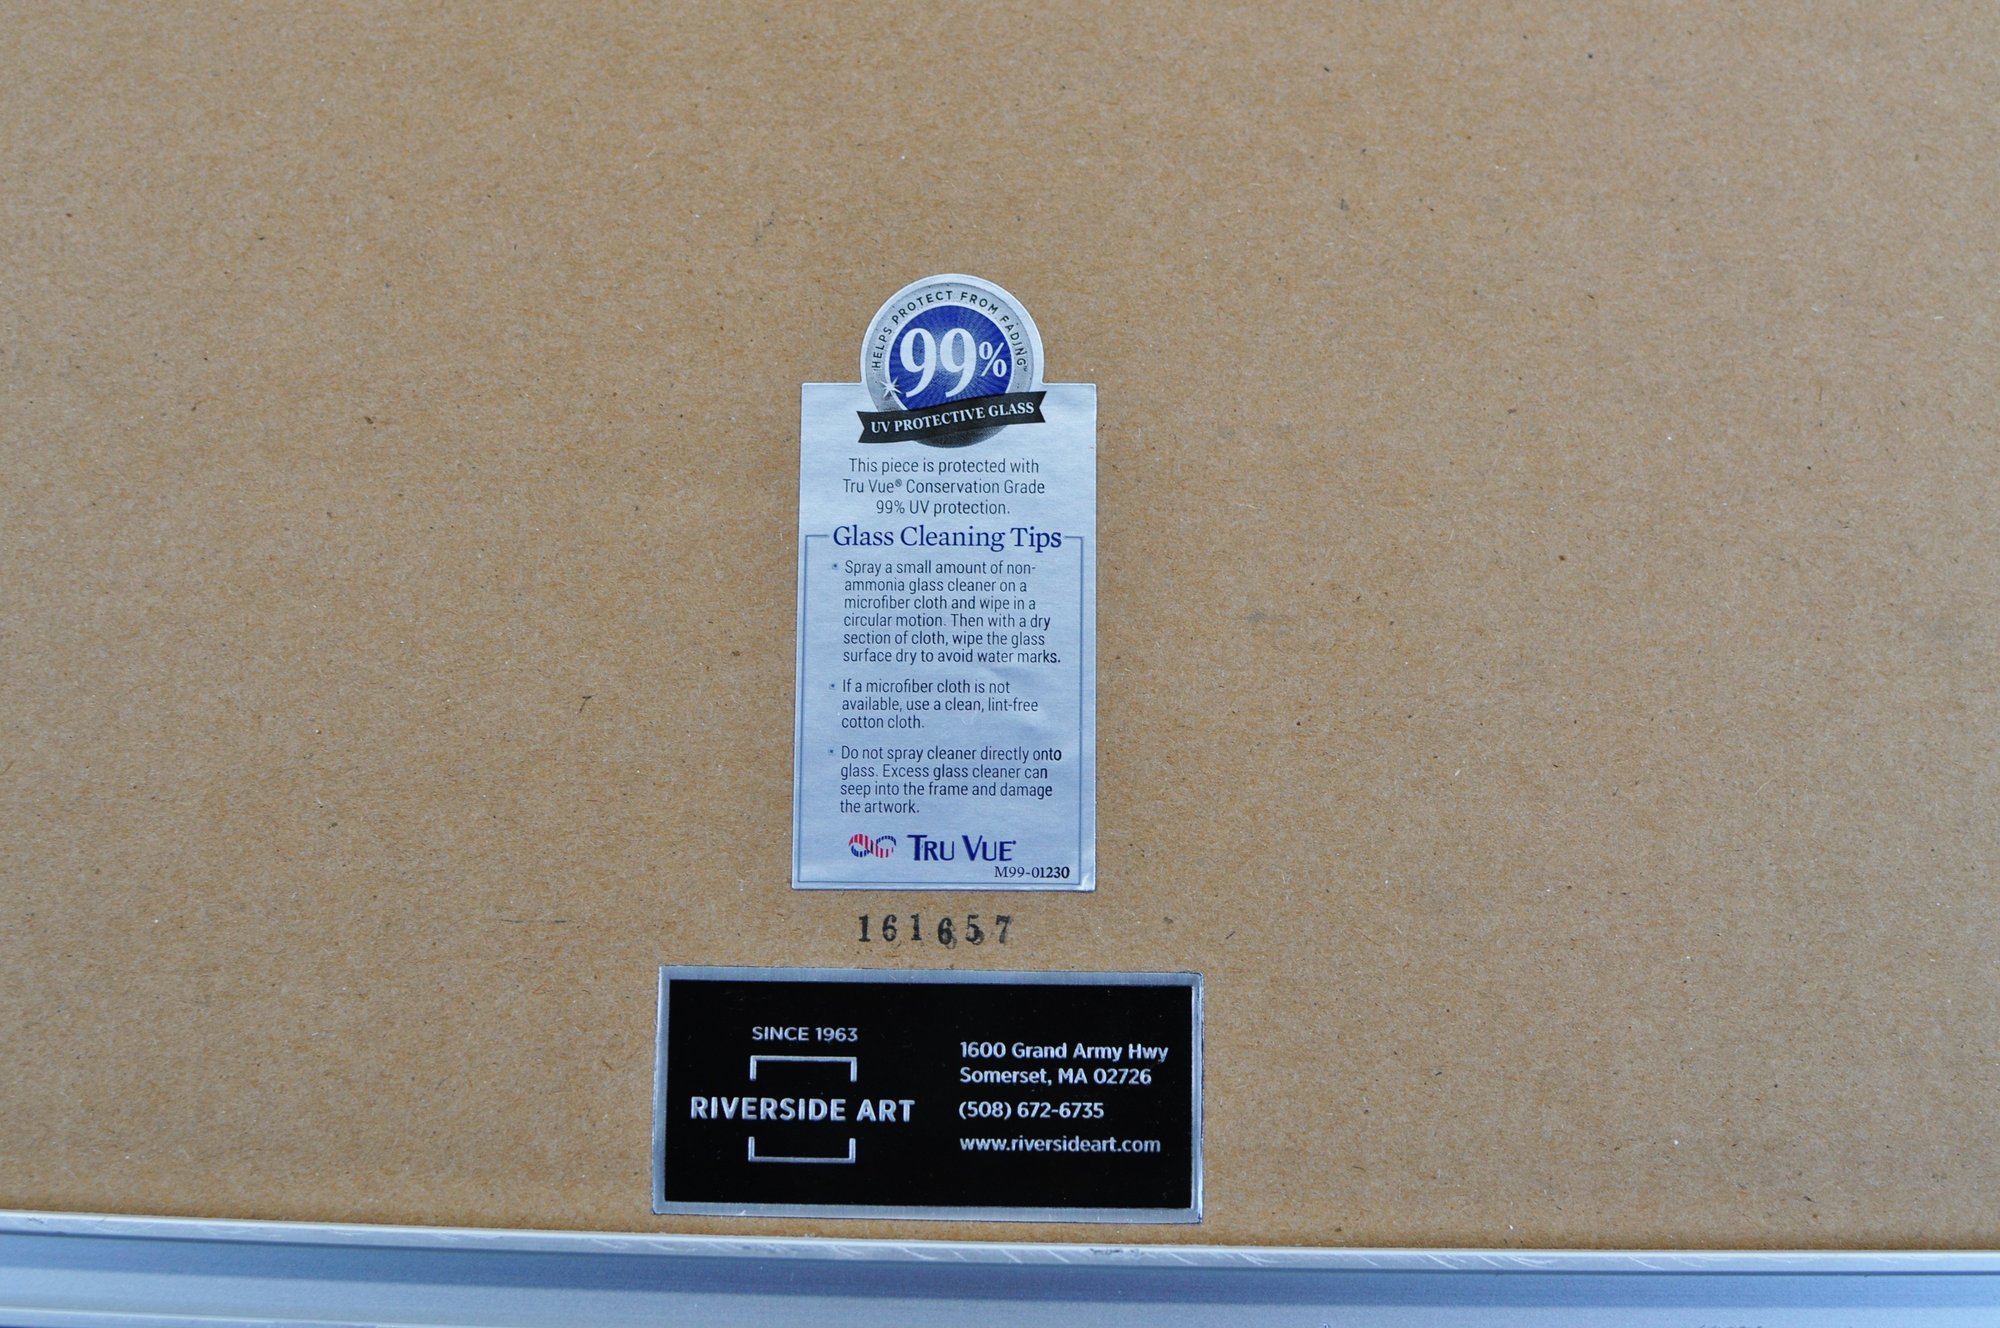 HELPS PROTECT FROM FADING™
99%
UV PROTECTIVE GLASS
This piece is protected with
Tru Vue® Conservation Grade
99% UV protection.
Glass Cleaning Tips
• Spray a small amount of non-
ammonia glass cleaner on a
microfiber cloth and wipe in a
circular motion. Then with a dry
section of cloth, wipe the glass
surface dry to avoid water marks.
• If a microfiber cloth is not
available, use a clean, lint-free
cotton cloth.
• Do not spray cleaner directly onto
glass. Excess glass cleaner can
seep into the frame and damage
the artwork.
TRU VUE®
M99-01230
161657
SINCE 1963
RIVERSIDE ART
1600 Grand Army Hwy
Somerset, MA 02726
(508) 672-6735
www.riversideart.com